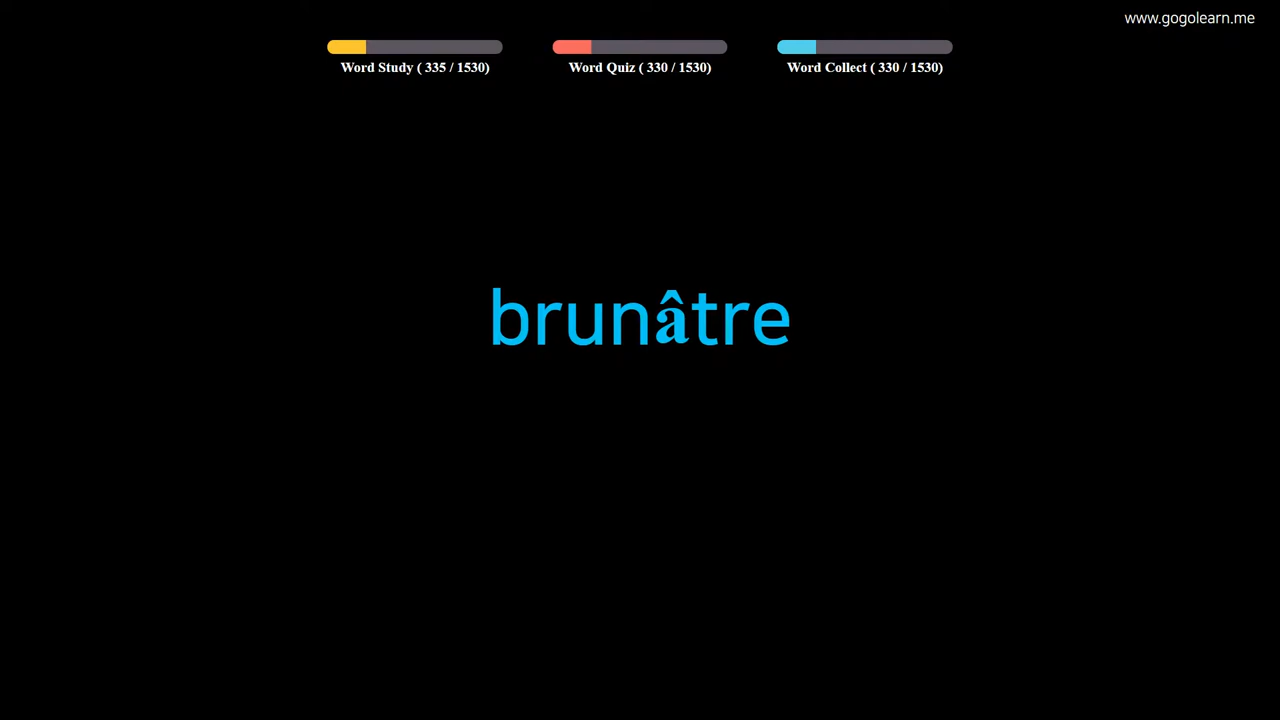 www.gogolearn.me
Word Study ( 335 / 1530)
Word Quiz ( 330 / 1530)
Word Collect ( 330 / 1530)
brunâtre